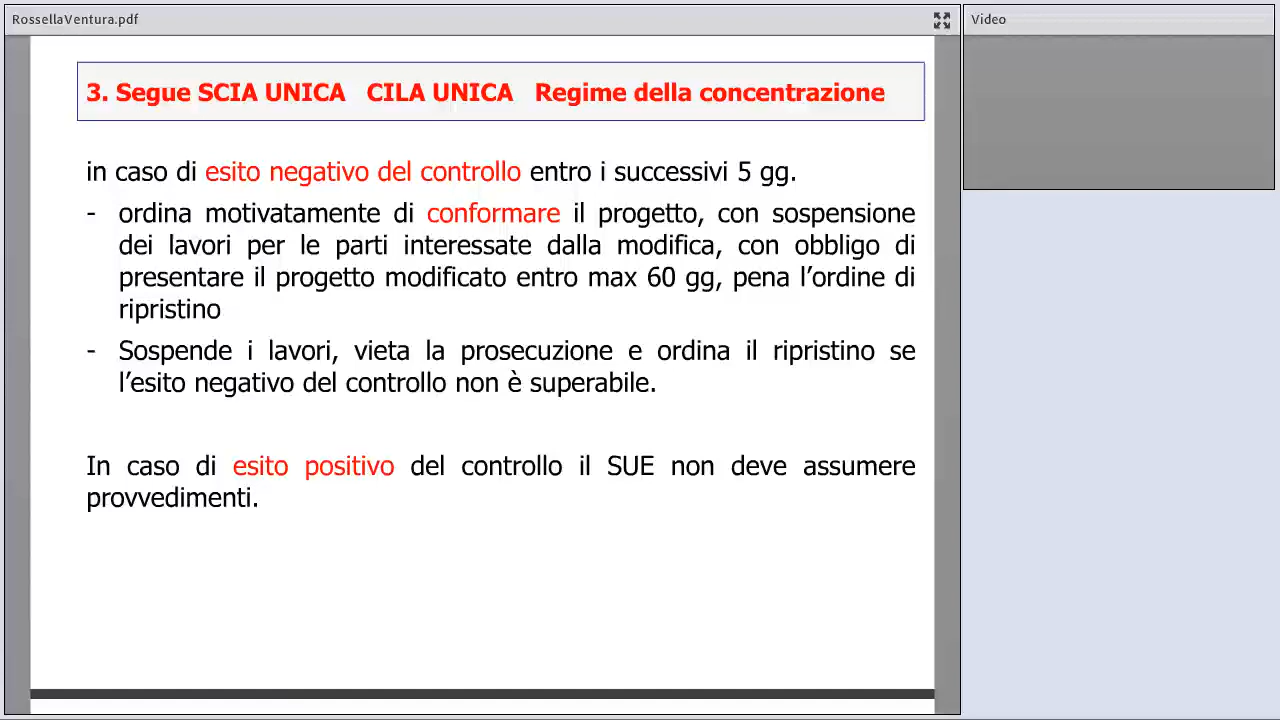 RossellaVentura.pdf
Video
3. Segue SCIA UNICA CILA UNICA Regime della concentrazione
in caso di esito negativo del controllo entro i successivi 5 gg.
- ordina motivatamente di conformare il progetto, con sospensione
dei lavori per le parti interessate dalla modifica, con obbligo di
presentare il progetto modificato entro max 60 gg, pena l’ordine di
ripristino
- Sospende i lavori, vieta la prosecuzione e ordina il ripristino se
l’esito negativo del controllo non è superabile.
In caso di esito positivo del controllo il SUE non deve assumere
provvedimenti.